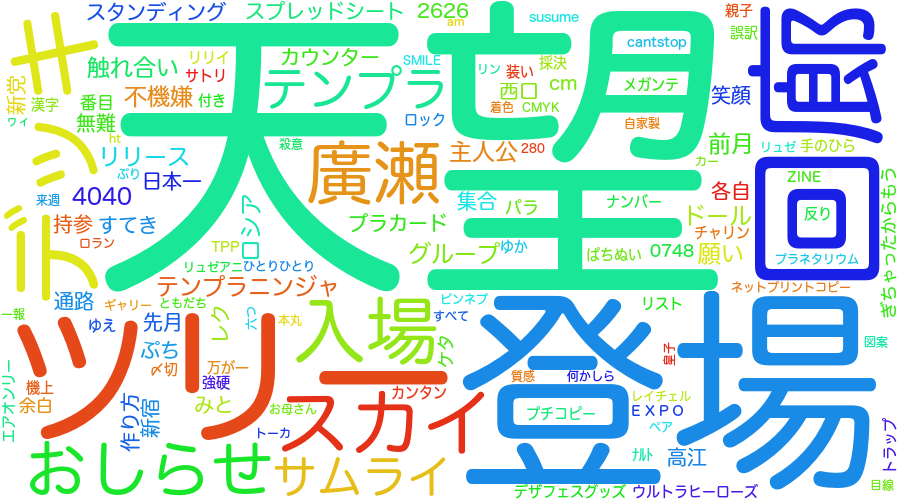 スタンディング
スプレッドシート
2626
am
susume
親子
誤訳
デッキ
天
望
廊
回
カウンター
SMILE
cantstop
リリイ
サトリ
触れ合い
テンプラ
リン
装い
採決
cm
西口
メガンテ
笑顔
新党
漢字
ワイ
番目
不機嫌
付き
着色
CMYK
無難
ht
殺意
ロック
280
自家製
前月
リュゼ
手のひら
リリース
ぷり
廣瀬
主人公
カー
来週
4040
日本一
集合
パラ
ナンバー
各自
ZINE
持参
すてき
ロシア
プラカード
ドール
反り
ロラン
TPP
グループ
ゆか
ぱちぬい
0748
チャリン
願い
プラネタリウム
リュゼアニ
ひとりひとり
テンプラニンジャ
ネットプリントコピー
ぎちゃったからもう
通路
ギャリー
ともだち
ピンネブ
リスト
一報
ゆえ
先月
レク
六つ
本丸
入場
すべて
登場
ツリー
ぷち
〆切
万が一
ケタ
図案
皇子
エアオンリー
機上
強硬
スカイ
カンタン
質感
何かしら
余白
作り方
新宿
みと
お母さん
レイチェル
プチコピー
EXPO
ペア
トーカ
おしらせ
サムライ
ﾅﾙﾄ
高江
トラップ
デザフェスグッズ
ウルトラヒーローズ
目線